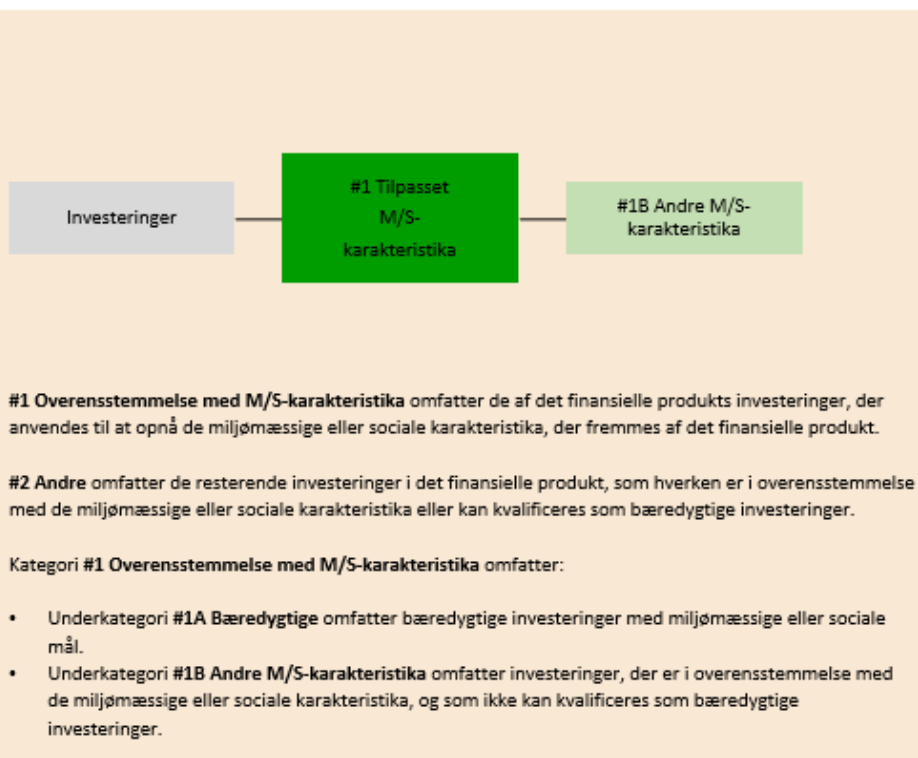 Investeringer
#1 Tilpasset
M/S-
karakteristika
#1B Andre M/S-
karakteristika
#1 Overensstemmelse med M/S-karakteristika omfatter de af det finansielle produkts investeringer, der
anvendes til at opnå de miljømæssige eller sociale karakteristika, der fremmes af det finansielle produkt.
#2 Andre omfatter de resterende investeringer i det finansielle produkt, som hverken er i overensstemmelse
med de miljømæssige eller sociale karakteristika eller kan kvalificeres som bæredygtige investeringer.
Kategori #1 Overensstemmelse med M/S-karakteristika omfatter:
• Underkategori #1A Bæredygtige omfatter bæredygtige investeringer med miljømæssige eller sociale
mål.
• Underkategori #1B Andre M/S-karakteristika omfatter investeringer, der er i overensstemmelse med
de miljømæssige eller sociale karakteristika, og som ikke kan kvalificeres som bæredygtige
investeringer.